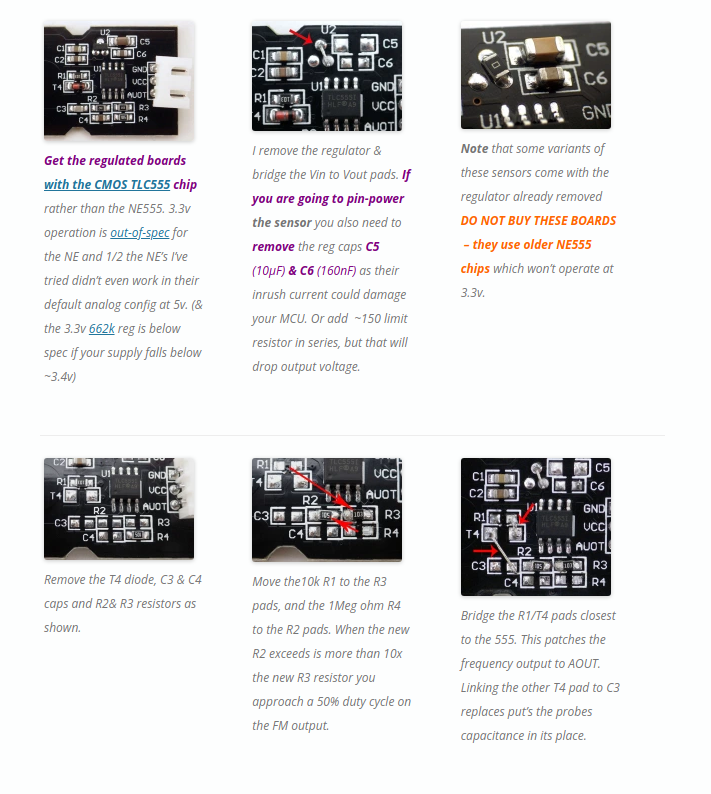 U2
C1
C5
C2
C6
U1
GND
R1
VCC
T4
R2
AUOT
C3
R3
C4
R4
Get the regulated boards
with the CMOS TLC555 chip
rather than the NE555. 3.3v
operation is out-of-spec for
the NE and 1/2 the NE's I've
tried didn't even work in their
default analog config at 5v. (&
the 3.3v 662k reg is below
spec if your supply falls below
~3.4v)
U2
C1
C5
C2
C6
U1
GND
R1
VCC
4
AUOT
I remove the regulator &
bridge the Vin to Vout pads. If
you are going to pin-power
the sensor you also need to
remove the reg caps C5
(10μF) & C6 (160nF) as their
inrush current could damage
your MCU. Or add ~150 limit
resistor in series, but that will
drop output voltage.
U2
C5
C6
U1
GND
Note that some variants of
these sensors come with the
regulator already removed
DO NOT BUY THESE BOARDS
– they use older NE555
chips which won't operate at
3.3v.
C2
C6
U1
GND
R1
VCC
T4
AUOT
R2
C3
R3
C4
R4
Remove the T4 diode, C3 & C4
caps and R2& R3 resistors as
shown.
R1
VCC
4
AUOT
R2
C3
R3
C4
R4
Move the10k R1 to the R3
pads, and the 1Meg ohm R4
to the R2 pads. When the new
R2 exceeds is more than 10x
the new R3 resistor you
approach a 50% duty cycle on
the FM output.
C1
C5
C2
C6
GND
R1
VCC
T4
AUOT
R2
C3
R3
C4
R4
Bridge the R1/T4 pads closest
to the 555. This patches the
frequency output to AOUT.
Linking the other T4 pad to C3
replaces put's the probes
capacitance in its place.